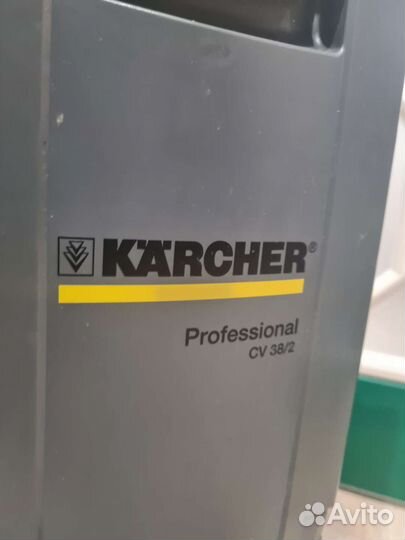 KÄRCHER®
Professional
CV 38/2
Avito